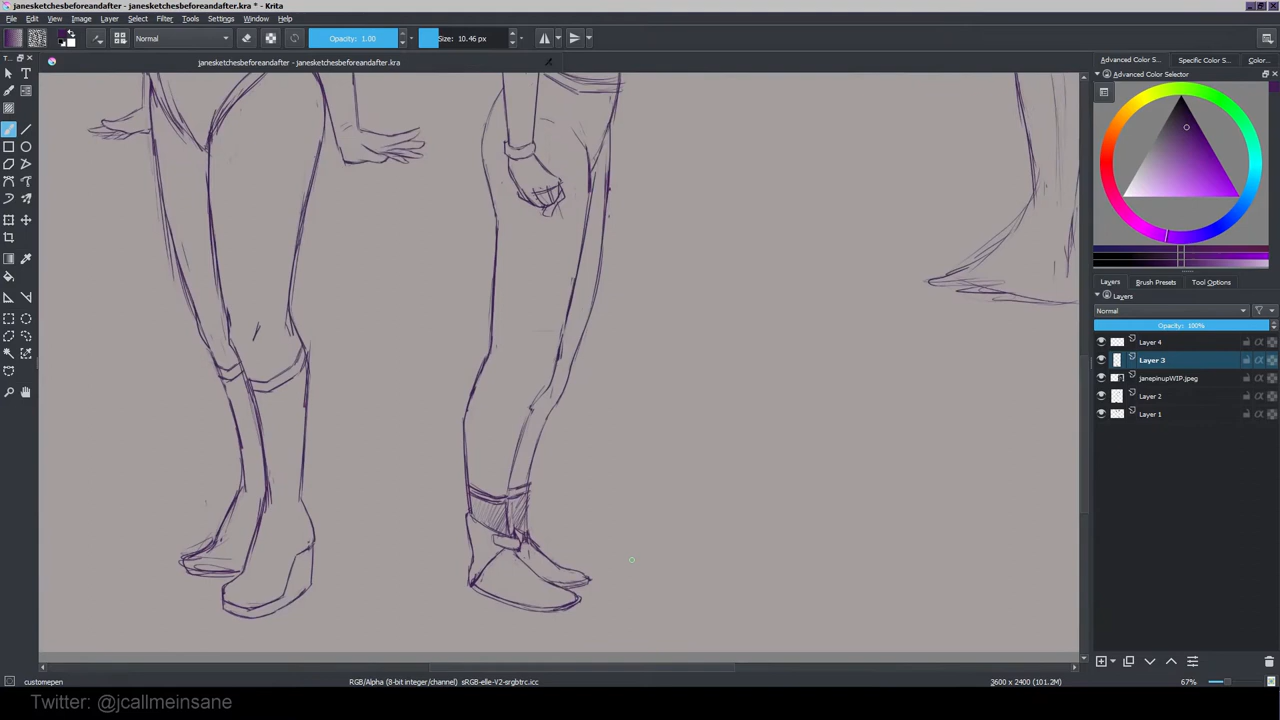 janesketchesbeforeandafter - janesketchesbeforeandafter.kra * - Krita
File Edit View Image Layer Select Filter Tools Settings Window Help
Normal
Opacity: 1.00
Size: 10.46 px
T...
janesketchesbeforeandafter - janesketchesbeforeandafter.kra
Advanced Color S... Specific Color S... Color...
Advanced Color Selector
Layers Brush Presets Tool Options
Layers
Normal
Opacity: 100%
Layer 4
Layer 3
janepinupWIP.jpeg
Layer 2
Layer 1
customepen
RGB/Alpha (8-bit integer/channel) sRGB-elle-V2-srgbtrc.icc
3600 x 2400 (101.2M)
67%
Twitter: @jcallmeinsane